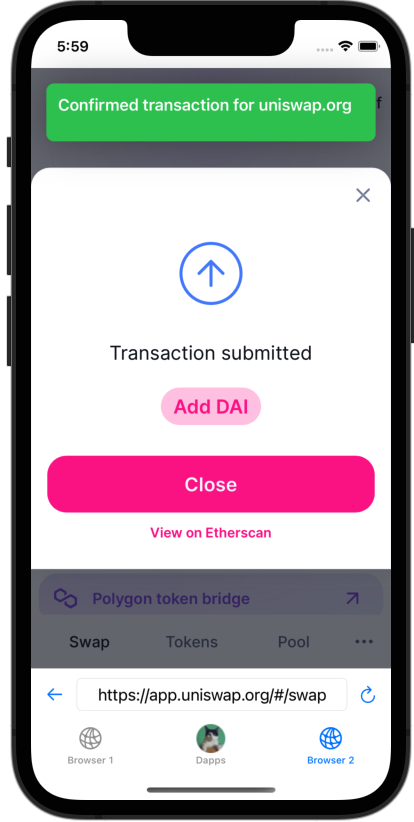 5:59
Confirmed transaction for uniswap.org
f
Transaction submitted
Add DAI
Close
View on Etherscan
Polygon token bridge
Swap Tokens Pool
https://app.uniswap.org/#/swap
Browser 1 Dapps Browser 2